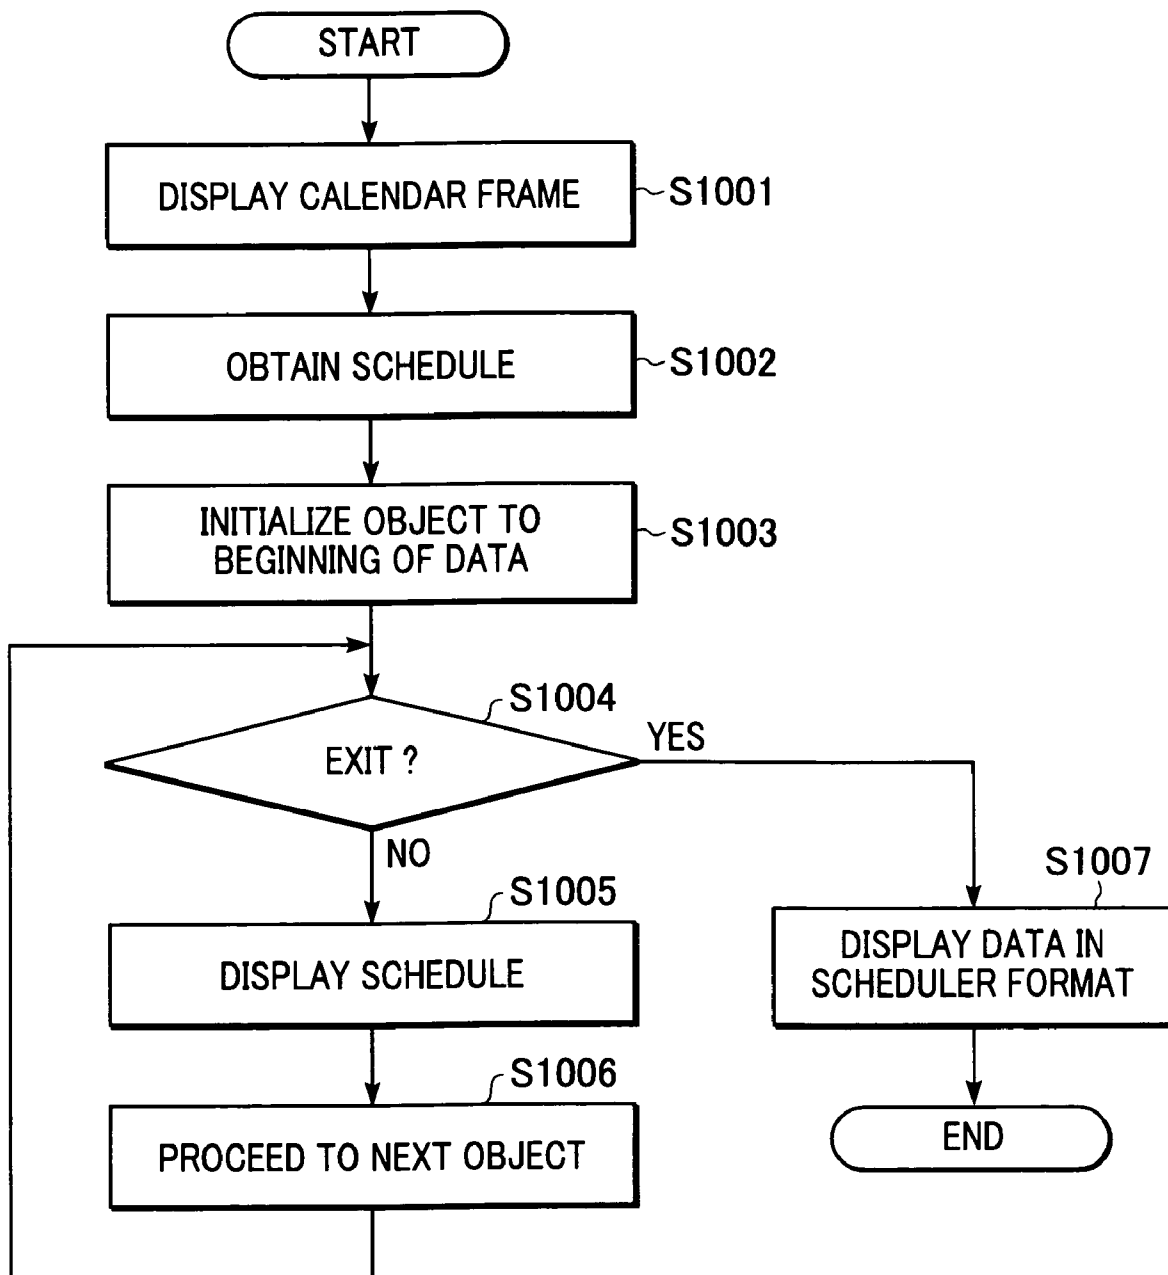 START
DISPLAY CALENDAR FRAME
S1001
OBTAIN SCHEDULE
S1002
INITIALIZE OBJECT TO
BEGINNING OF DATA
S1003
S1004
EXIT ?
YES
NO
S1005
DISPLAY SCHEDULE
S1006
PROCEED TO NEXT OBJECT
S1007
DISPLAY DATA IN
SCHEDULER FORMAT
END